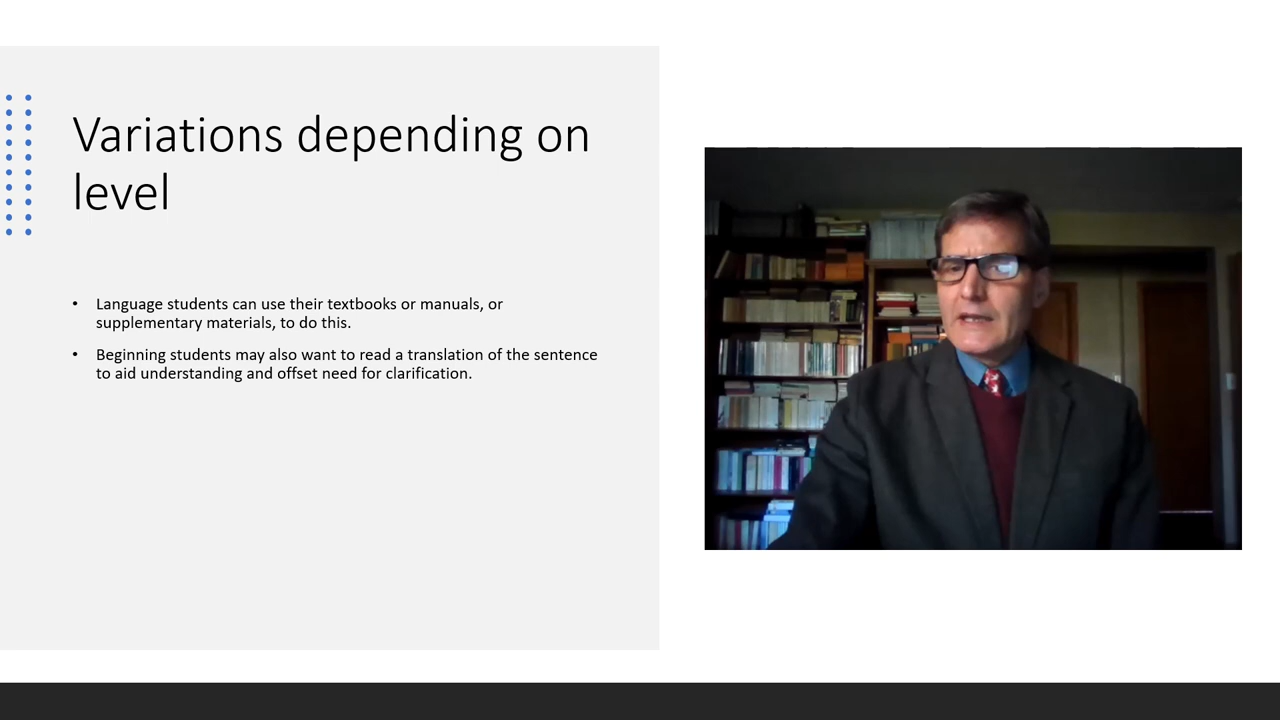 Variations depending on
level
• Language students can use their textbooks or manuals, or
supplementary materials, to do this.
• Beginning students may also want to read a translation of the sentence
to aid understanding and offset need for clarification.